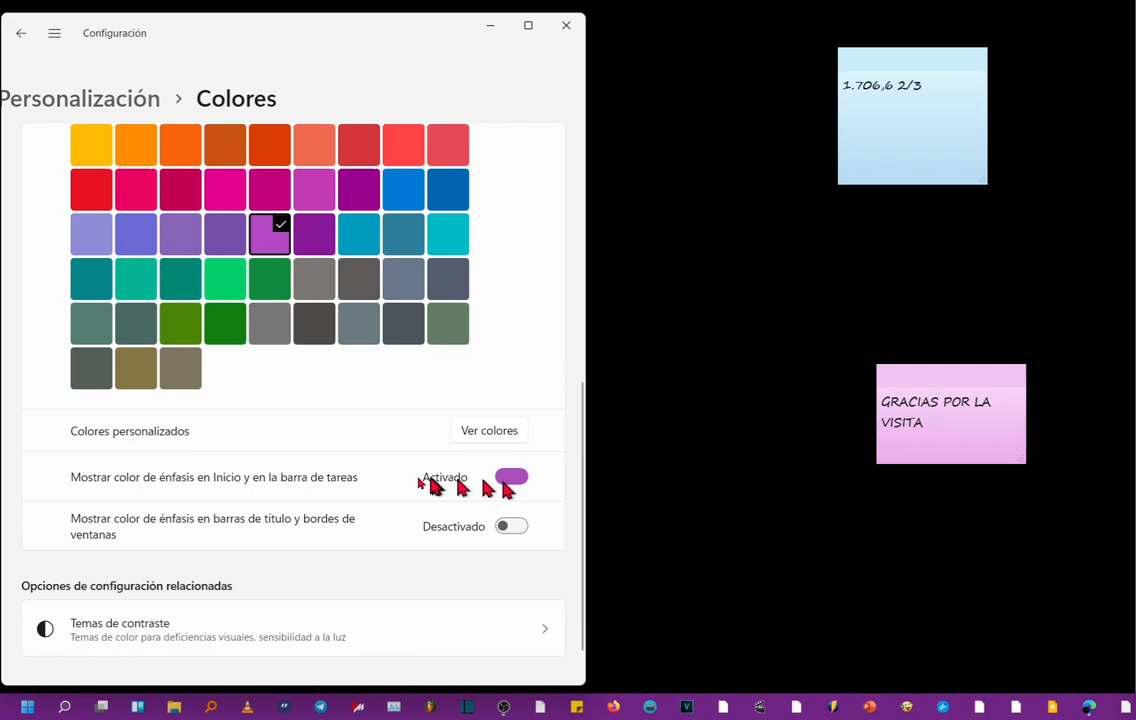 Configuración
Personalización > Colores
Colores personalizados
Ver colores
Mostrar color de énfasis en Inicio y en la barra de tareas
Activado
Mostrar color de énfasis en barras de título y bordes de
ventanas
Desactivado
Opciones de configuración relacionadas
Temas de contraste
Temas de color para deficiencias visuales, sensibilidad a la luz
1.706,6 2/3
GRACIAS POR LA
VISITA